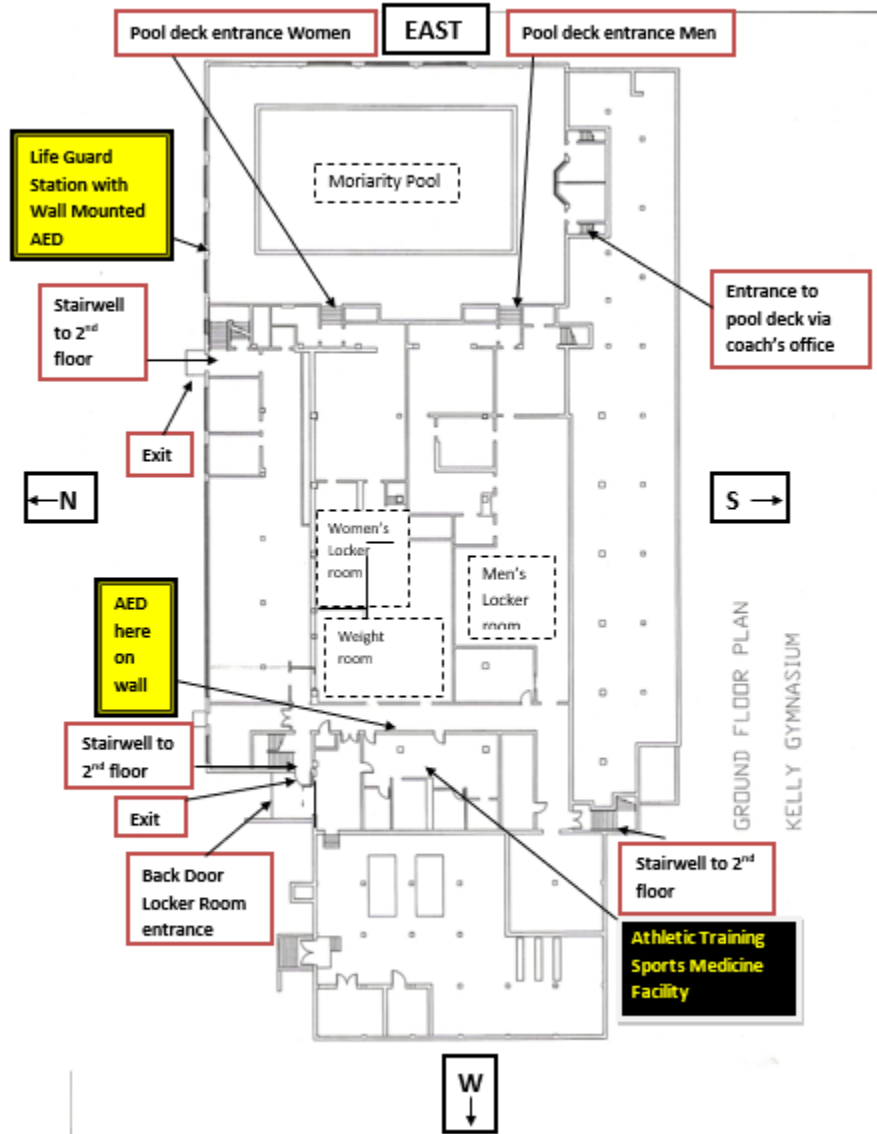 Pool deck entrance Women
EAST
Pool deck entrance Men
Life Guard
Station with
Wall Mounted
AED
Moriarity Pool
Stairwell
to 2nd
floor
Entrance to
pool deck via
coach's office
Exit
←N
S →
Women's
Locker
room
Men's
Locker
room
AED
here
on
wall
Weight
room
GROUND FLOOR PLAN
KELLY GYMNASIUM
Stairwell to
2nd floor
Exit
Back Door
Locker Room
entrance
Stairwell to 2nd
floor
Athletic Training
Sports Medicine
Facility
W
↓